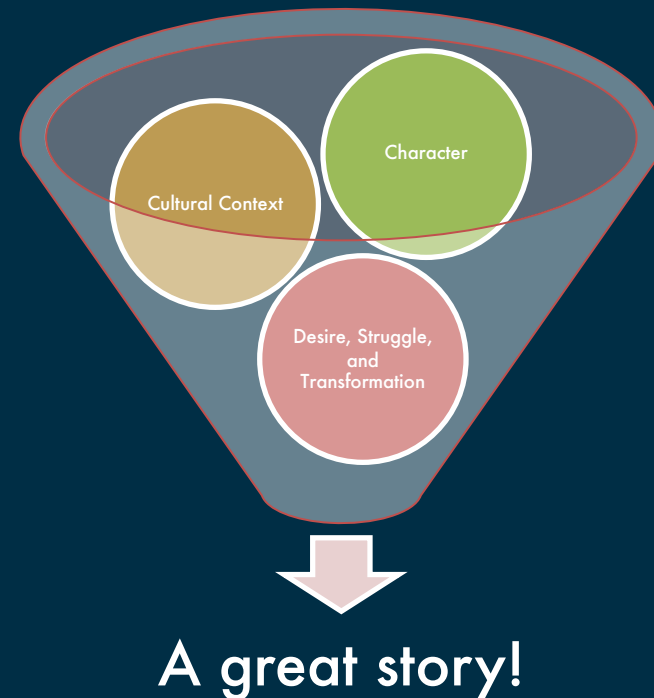 Character
Cultural Context
Desire, Struggle,
and
Transformation
A great story!